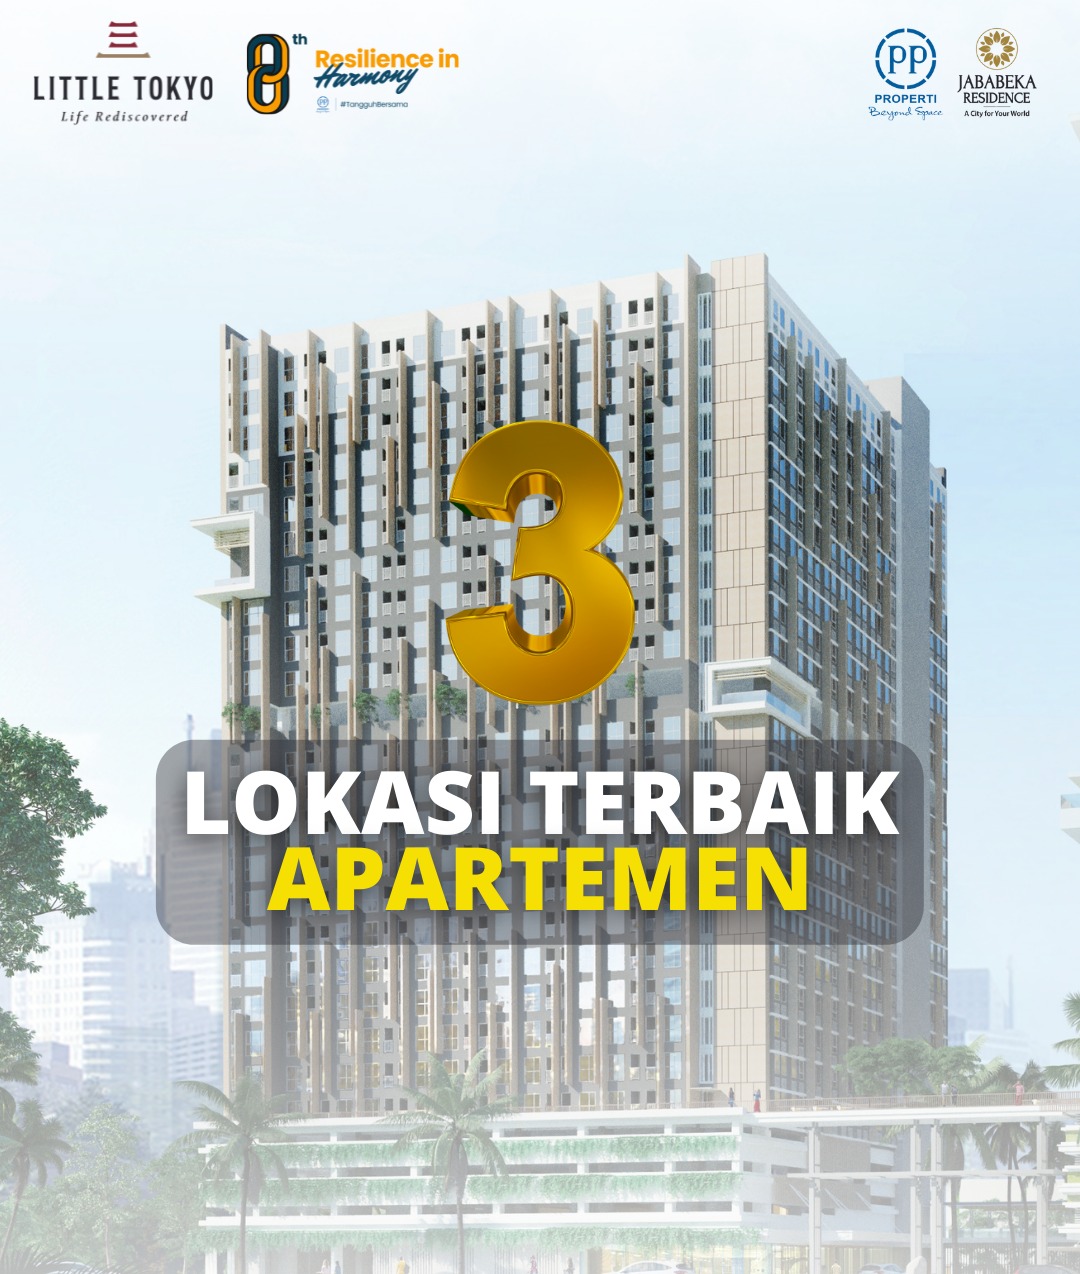 LITTLE TOKYO
Life Rediscovered
8th
Resilience in
Harmony
#TangguhBersama
PP
PROPERTI
Beyond Space
JABABEKA
RESIDENCE
A City for Your World
3
LOKASI TERBAIK
APARTEMEN